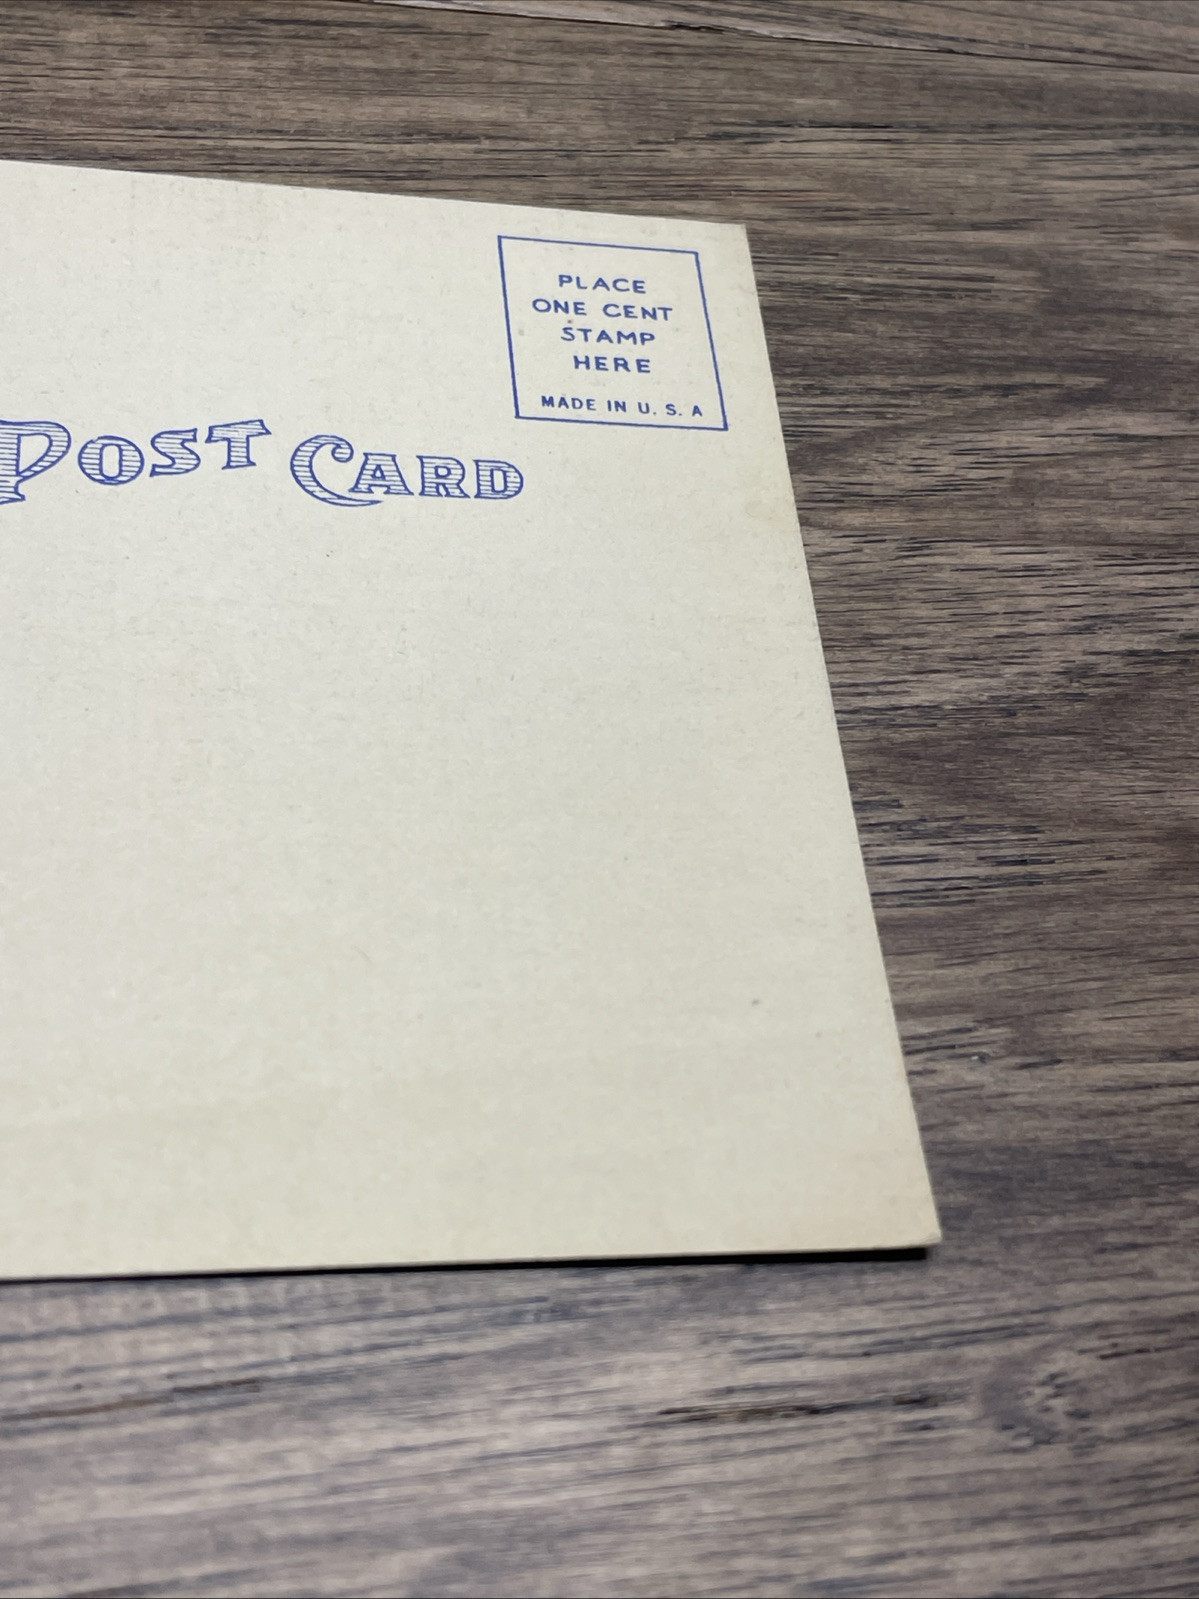 PLACE
ONE CENT
STAMP
HERE
MADE IN U. S. A
POST CARD